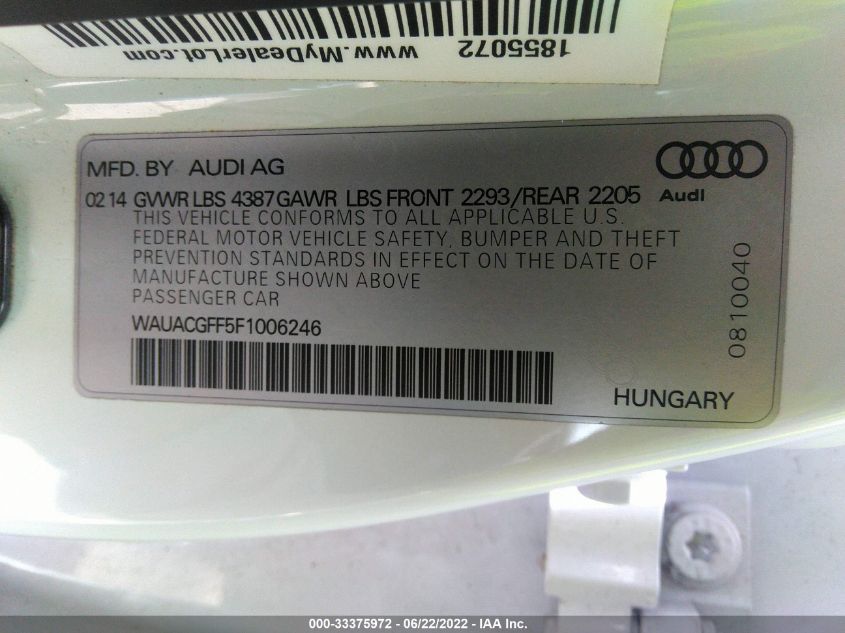 1855072
www.MyDealerLot.com
MFD. BY AUDI AG
02 14 GVWR LBS 4387 GAWR LBS FRONT 2293/REAR 2205
THIS VEHICLE CONFORMS TO ALL APPLICABLE U.S.
FEDERAL MOTOR VEHICLE SAFETY, BUMPER AND THEFT
PREVENTION STANDARDS IN EFFECT ON THE DATE OF
MANUFACTURE SHOWN ABOVE
PASSENGER CAR
WAUACGFF5F1006246
Audi
0810040
HUNGARY
000-33375972 - 06/22/2022 - IAA Inc.